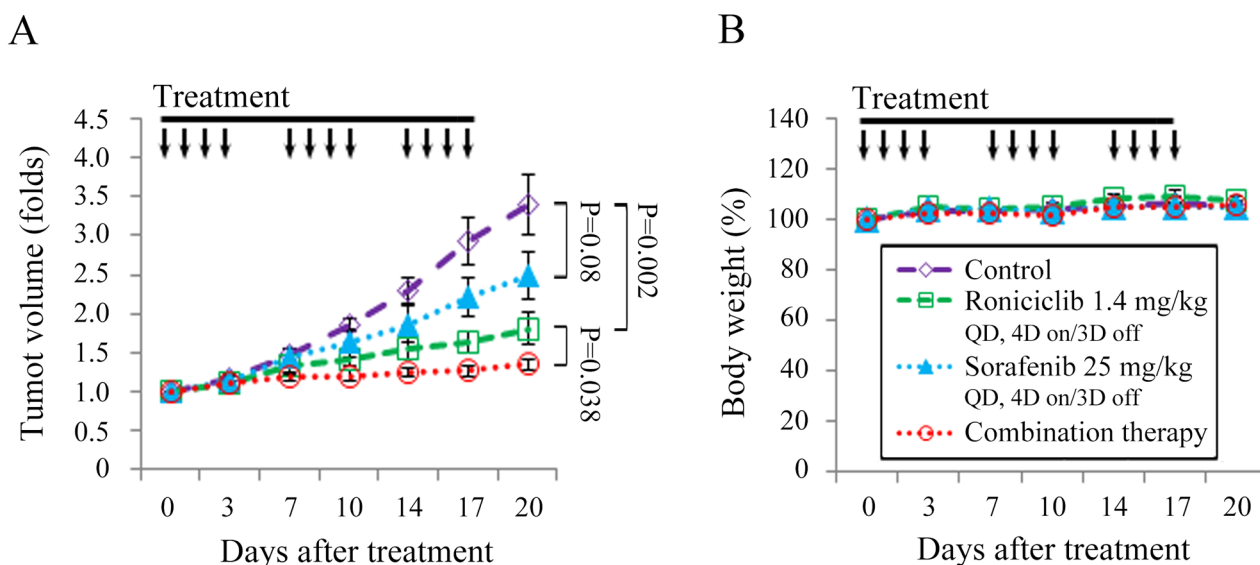 A
Treatment
4.5
4.0
3.5
3.0
2.5
2.0
1.5
1.0
0.5
0
Tumot volume (folds)
0 3 7 10 14 17 20
Days after treatment
P=0.08
P=0.002
P=0.038
B
Treatment
140
120
100
80
60
40
20
0
Body weight (%)
Control
Roniciclib 1.4 mg/kg
QD, 4D on/3D off
Sorafenib 25 mg/kg
QD, 4D on/3D off
Combination therapy
0 3 7 10 14 17 20
Days after treatment